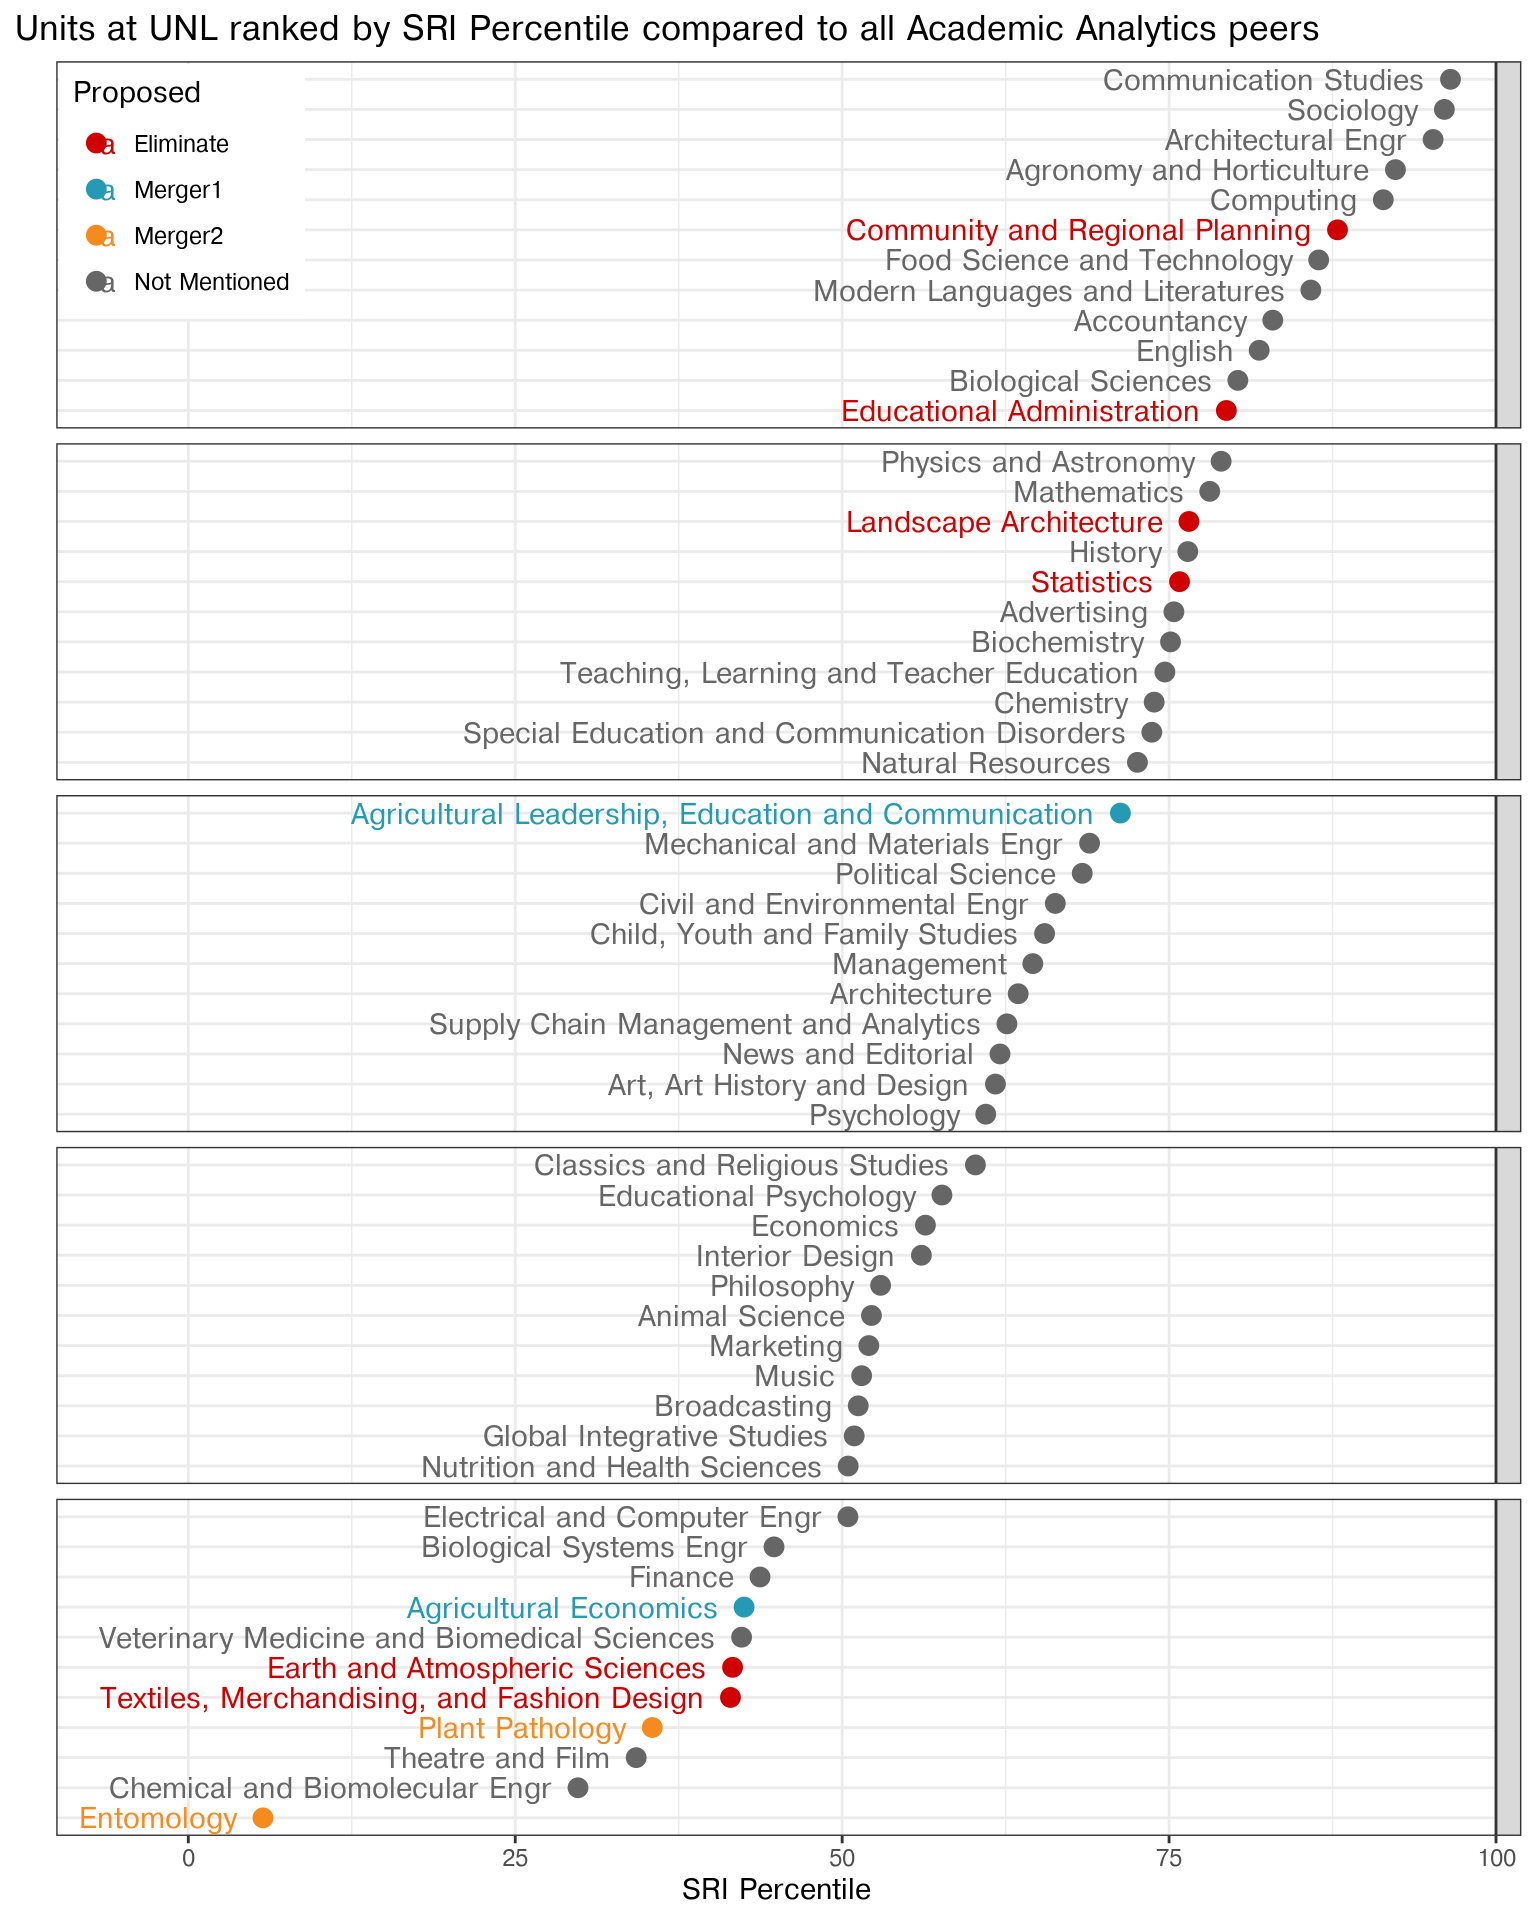 Units at UNL ranked by SRI Percentile compared to all Academic Analytics peers
Proposed
a Eliminate
a Merger1
a Merger2
a Not Mentioned
Communication Studies
Sociology
Architectural Engr
Agronomy and Horticulture
Computing
Community and Regional Planning
Food Science and Technology
Modern Languages and Literatures
Accountancy
English
Biological Sciences
Educational Administration
Physics and Astronomy
Mathematics
Landscape Architecture
History
Statistics
Advertising
Biochemistry
Teaching, Learning and Teacher Education
Chemistry
Special Education and Communication Disorders
Natural Resources
Agricultural Leadership, Education and Communication
Mechanical and Materials Engr
Political Science
Civil and Environmental Engr
Child, Youth and Family Studies
Management
Architecture
Supply Chain Management and Analytics
News and Editorial
Art, Art History and Design
Psychology
Classics and Religious Studies
Educational Psychology
Economics
Interior Design
Philosophy
Animal Science
Marketing
Music
Broadcasting
Global Integrative Studies
Nutrition and Health Sciences
Electrical and Computer Engr
Biological Systems Engr
Finance
Agricultural Economics
Veterinary Medicine and Biomedical Sciences
Earth and Atmospheric Sciences
Textiles, Merchandising, and Fashion Design
Plant Pathology
Theatre and Film
Chemical and Biomolecular Engr
Entomology
0 25 50 75 100
SRI Percentile